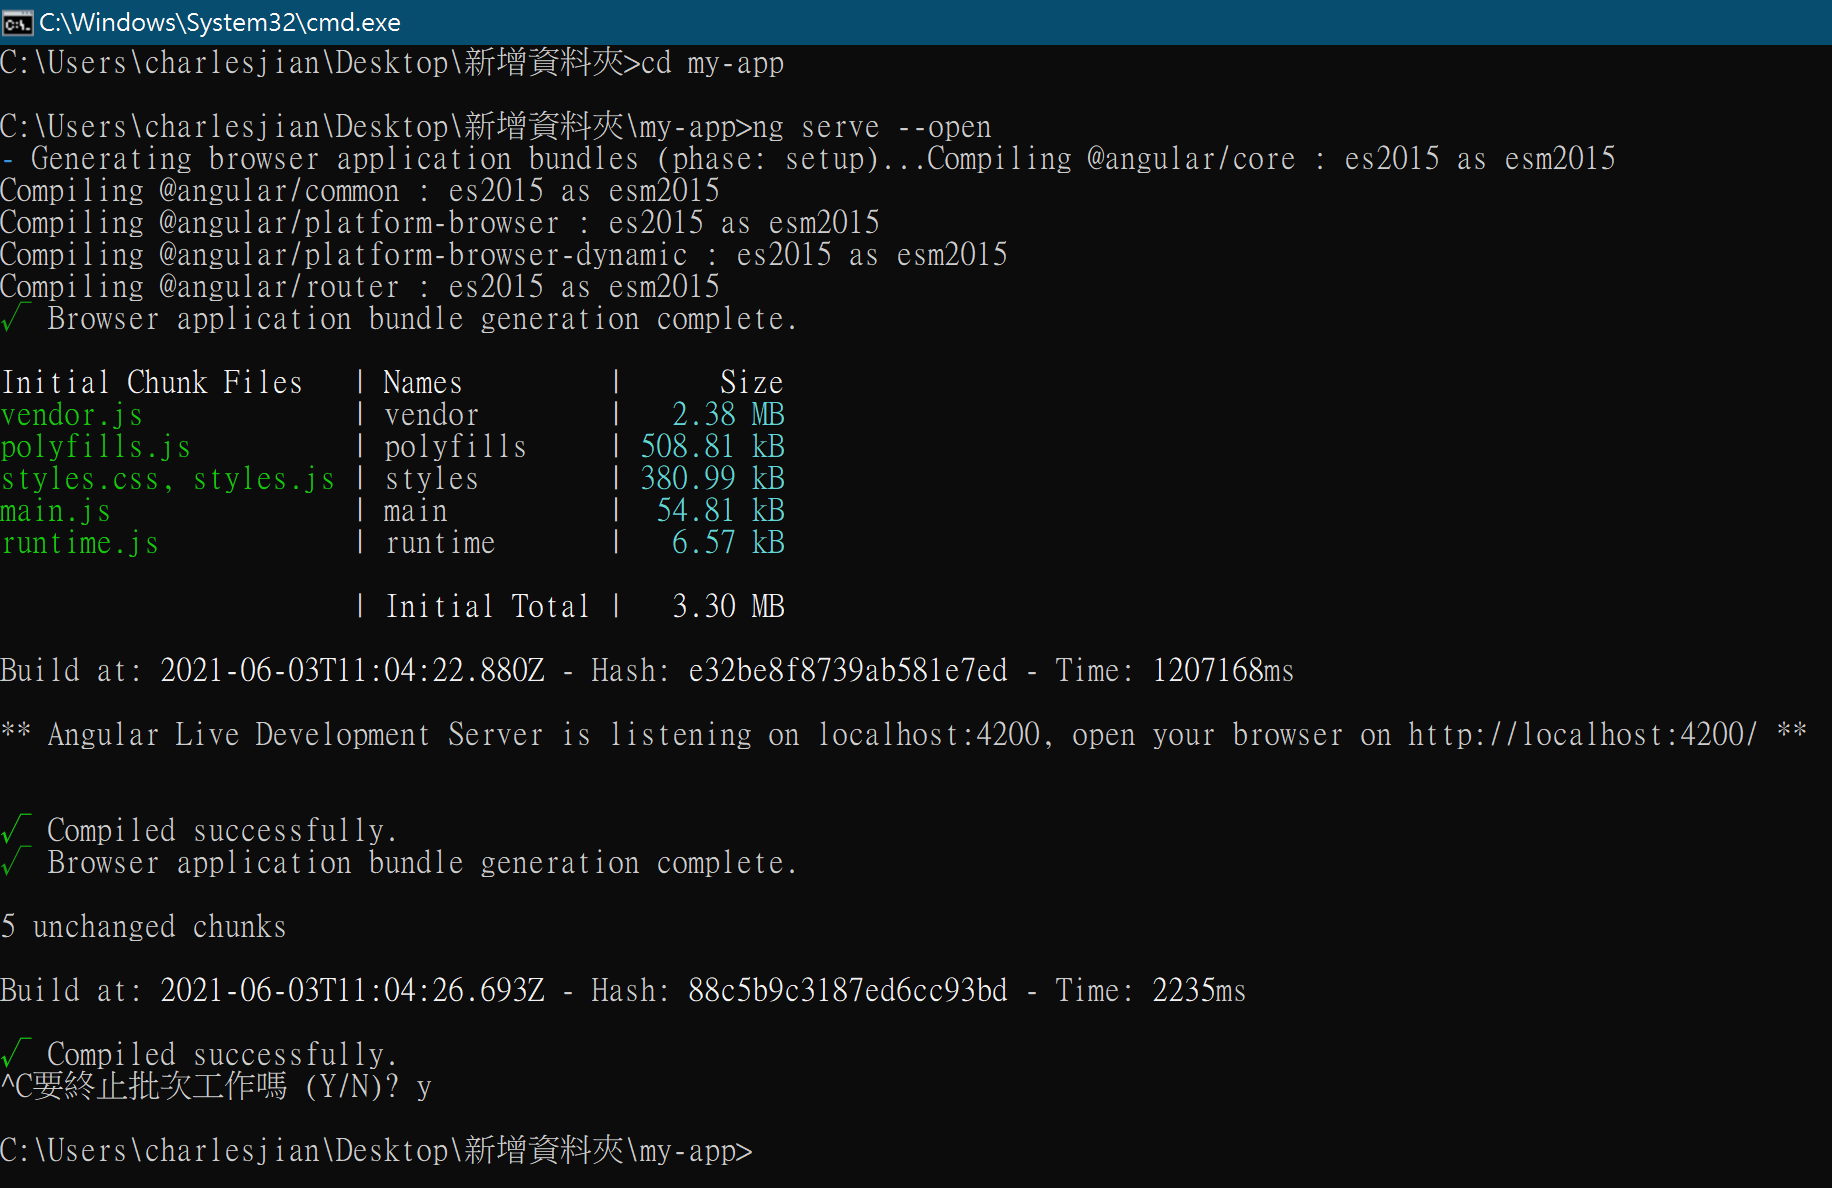 C:\Windows\System32\cmd.exe
C:\Users\charlesjian\Desktop\新增資料夾>cd my-app
C:\Users\charlesjian\Desktop\新增資料夾\my-app>ng serve --open
- Generating browser application bundles (phase: setup)...Compiling @angular/core : es2015 as esm2015
Compiling @angular/common : es2015 as esm2015
Compiling @angular/platform-browser : es2015 as esm2015
Compiling @angular/platform-browser-dynamic : es2015 as esm2015
Compiling @angular/router : es2015 as esm2015
√ Browser application bundle generation complete.
Initial Chunk Files | Names | Size
vendor.js | vendor | 2.38 MB
polyfills.js | polyfills | 508.81 kB
styles.css, styles.js | styles | 380.99 kB
main.js | main | 54.81 kB
runtime.js | runtime | 6.57 kB
| Initial Total | 3.30 MB
Build at: 2021-06-03T11:04:22.880Z - Hash: e32be8f8739ab581e7ed - Time: 1207168ms
** Angular Live Development Server is listening on localhost:4200, open your browser on http://localhost:4200/ **
√ Compiled successfully.
√ Browser application bundle generation complete.
5 unchanged chunks
Build at: 2021-06-03T11:04:26.693Z - Hash: 88c5b9c3187ed6cc93bd - Time: 2235ms
√ Compiled successfully.
^C要終止批次工作嗎 (Y/N)? y
C:\Users\charlesjian\Desktop\新增資料夾\my-app>